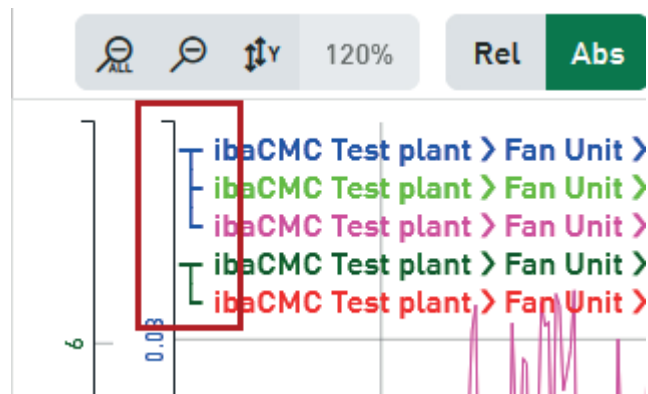 ALL Y 120% Rel Abs
ibaCMC Test plant ❯ Fan Unit ❯
ibaCMC Test plant ❯ Fan Unit ❯
ibaCMC Test plant ❯ Fan Unit ❯
ibaCMC Test plant ❯ Fan Unit ❯
ibaCMC Test plant ❯ Fan Unit ❯
6
0.08